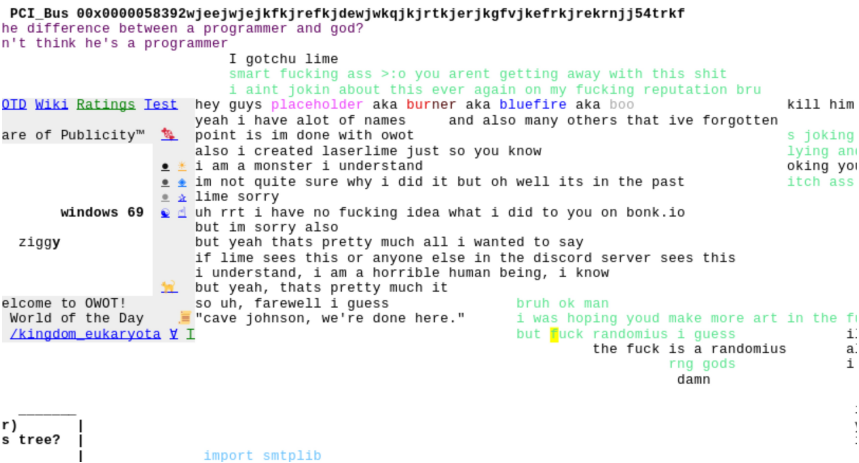 PCI_Bus 00x0000058392wjeejwjejkfkjrefkjdewjwkqjkjrtkjerjkgfvjkefrkjrekrnjj54trkf
he difference between a programmer and god?
n't think he's a programmer
I gotchu lime
smart fucking ass >:o you arent getting away with this shit
i aint jokin about this ever again on my fucking reputation bru
OTD Wiki Ratings Test hey guys placeholder aka burner aka bluefire aka boo kill him
yeah i have alot of names and also many others that ive forgotten
are of Publicity™ point is im done with owot s joking
also i created laserlime just so you know lying and
i am a monster i understand oking you
im not quite sure why i did it but oh well its in the past itch ass
lime sorry
windows 69 uh rrt i have no fucking idea what i did to you on bonk.io
but im sorry also
ziggy but yeah thats pretty much all i wanted to say
if lime sees this or anyone else in the discord server sees this
i understand, i am a horrible human being, i know
but yeah, thats pretty much it
elcome to OWOT! so uh, farewell i guess bruh ok man
World of the Day "cave johnson, we're done here." i was hoping youd make more art in the fu
/kingdom_eukaryota ∀ I but fuck randomius i guess
the fuck is a randomius
rng gods i
damn
r) |
s tree? |
| import smtplib